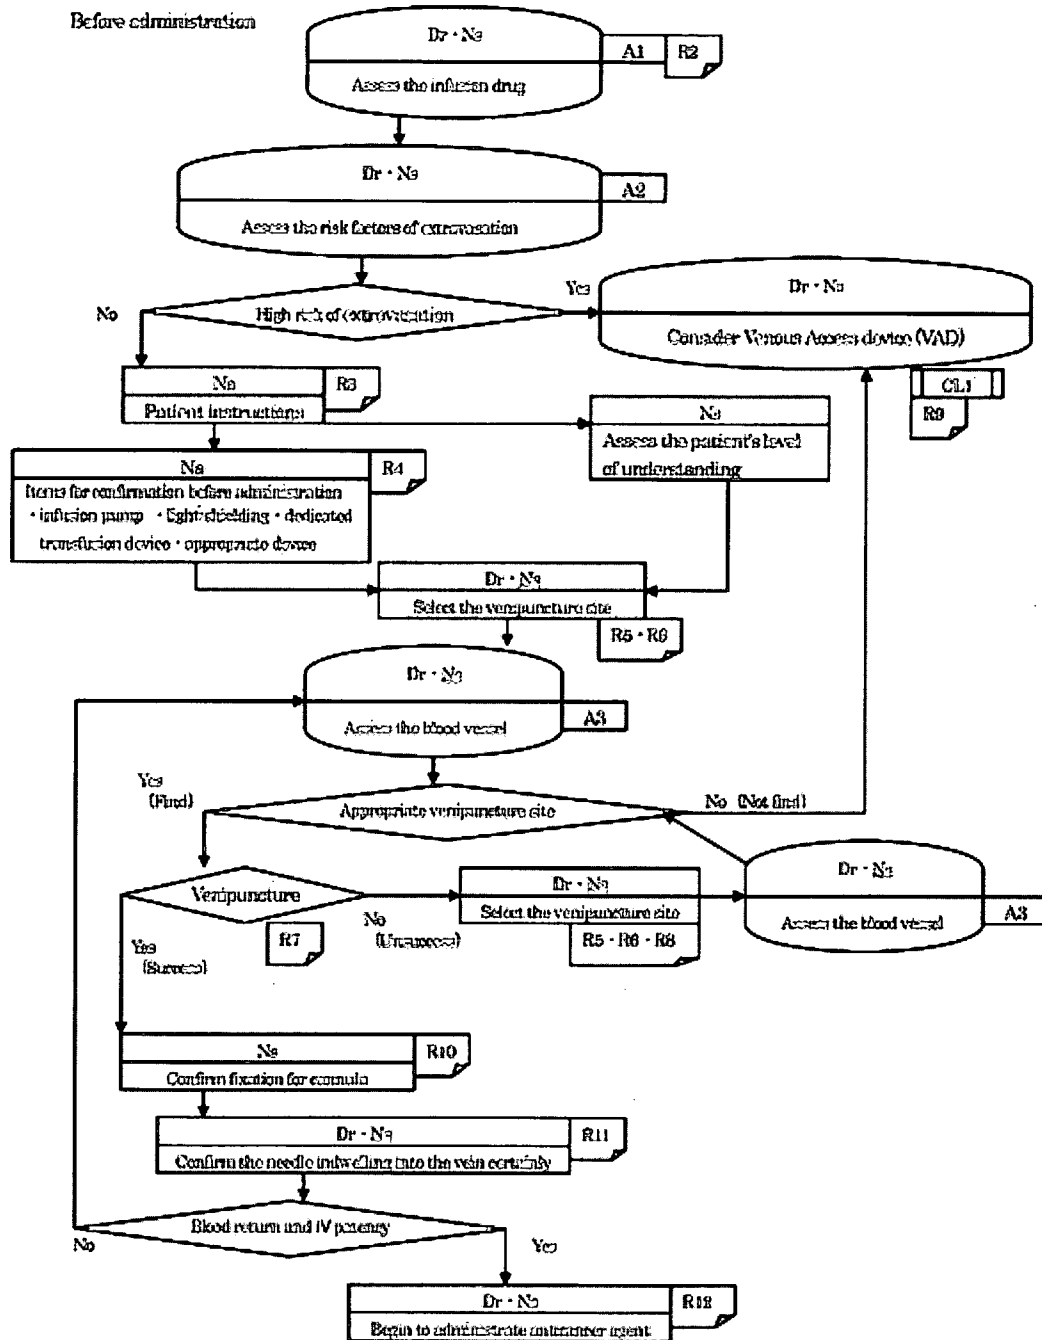 Before administration
Dr・Ns
A1
R2
Assess the infusion drug
Dr・Ns
A2
Assess the risk factors of extravasation
High risk of extravasation
No
Yes
Dr・Ns
Consider Venous Access device (VAD)
CL1
R9
Ns
R3
Patient instructions
Ns
Assess the patient's level
of understanding
Ns
R4
Items for confirmation before administration
・infusion pump ・light-shielding・dedicated
transfusion device・appropriate device
Dr・Ns
Select the venipuncture site
R5・R6
Dr・Ns
Assess the blood vessel
A3
Yes
(Find)
Appropriate venipuncture site
No (Not find)
Venipuncture
R7
No
(Unsuccess)
Dr・Ns
Select the venipuncture site
R5・R6・R8
Dr・Ns
Assess the blood vessel
A3
Yes
(Success)
Ns
R10
Confirm fixation for cannula
Dr・Ns
R11
Confirm the needle indwelling into the vein certainly
Blood return and IV patency
No
Yes
Dr・Ns
R12
Begin to administrate anticancer agent